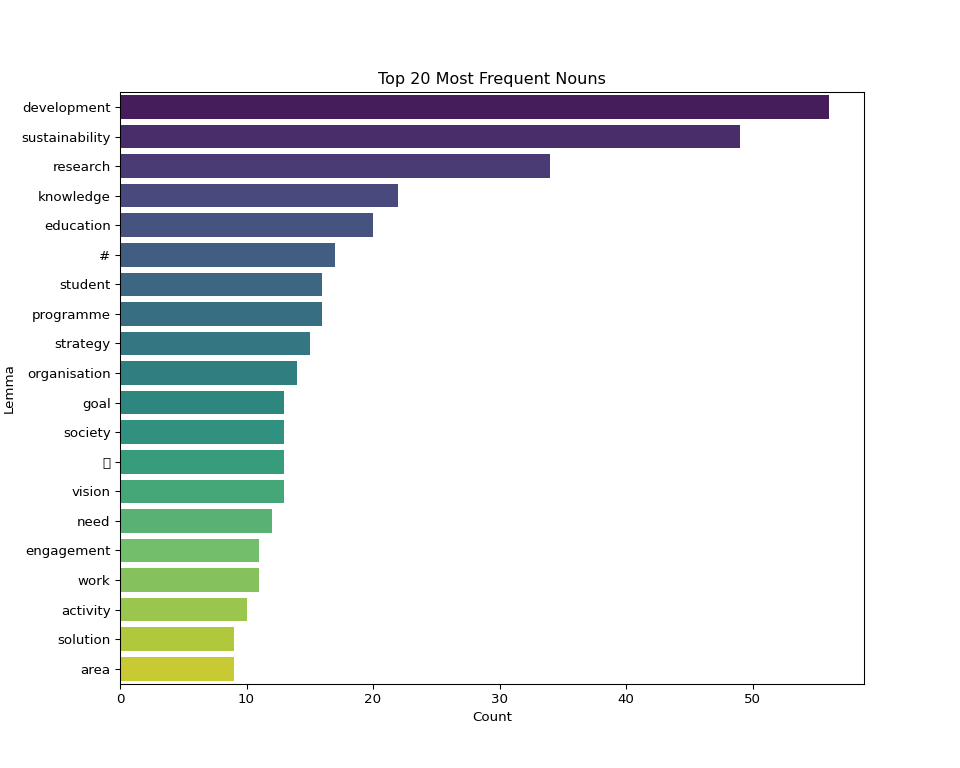 Top 20 Most Frequent Nouns
development
sustainability
research
knowledge
education
#
student
programme
strategy
organisation
goal
society
vision
need
engagement
work
activity
solution
area
Lemma
0 10 20 30 40 50
Count